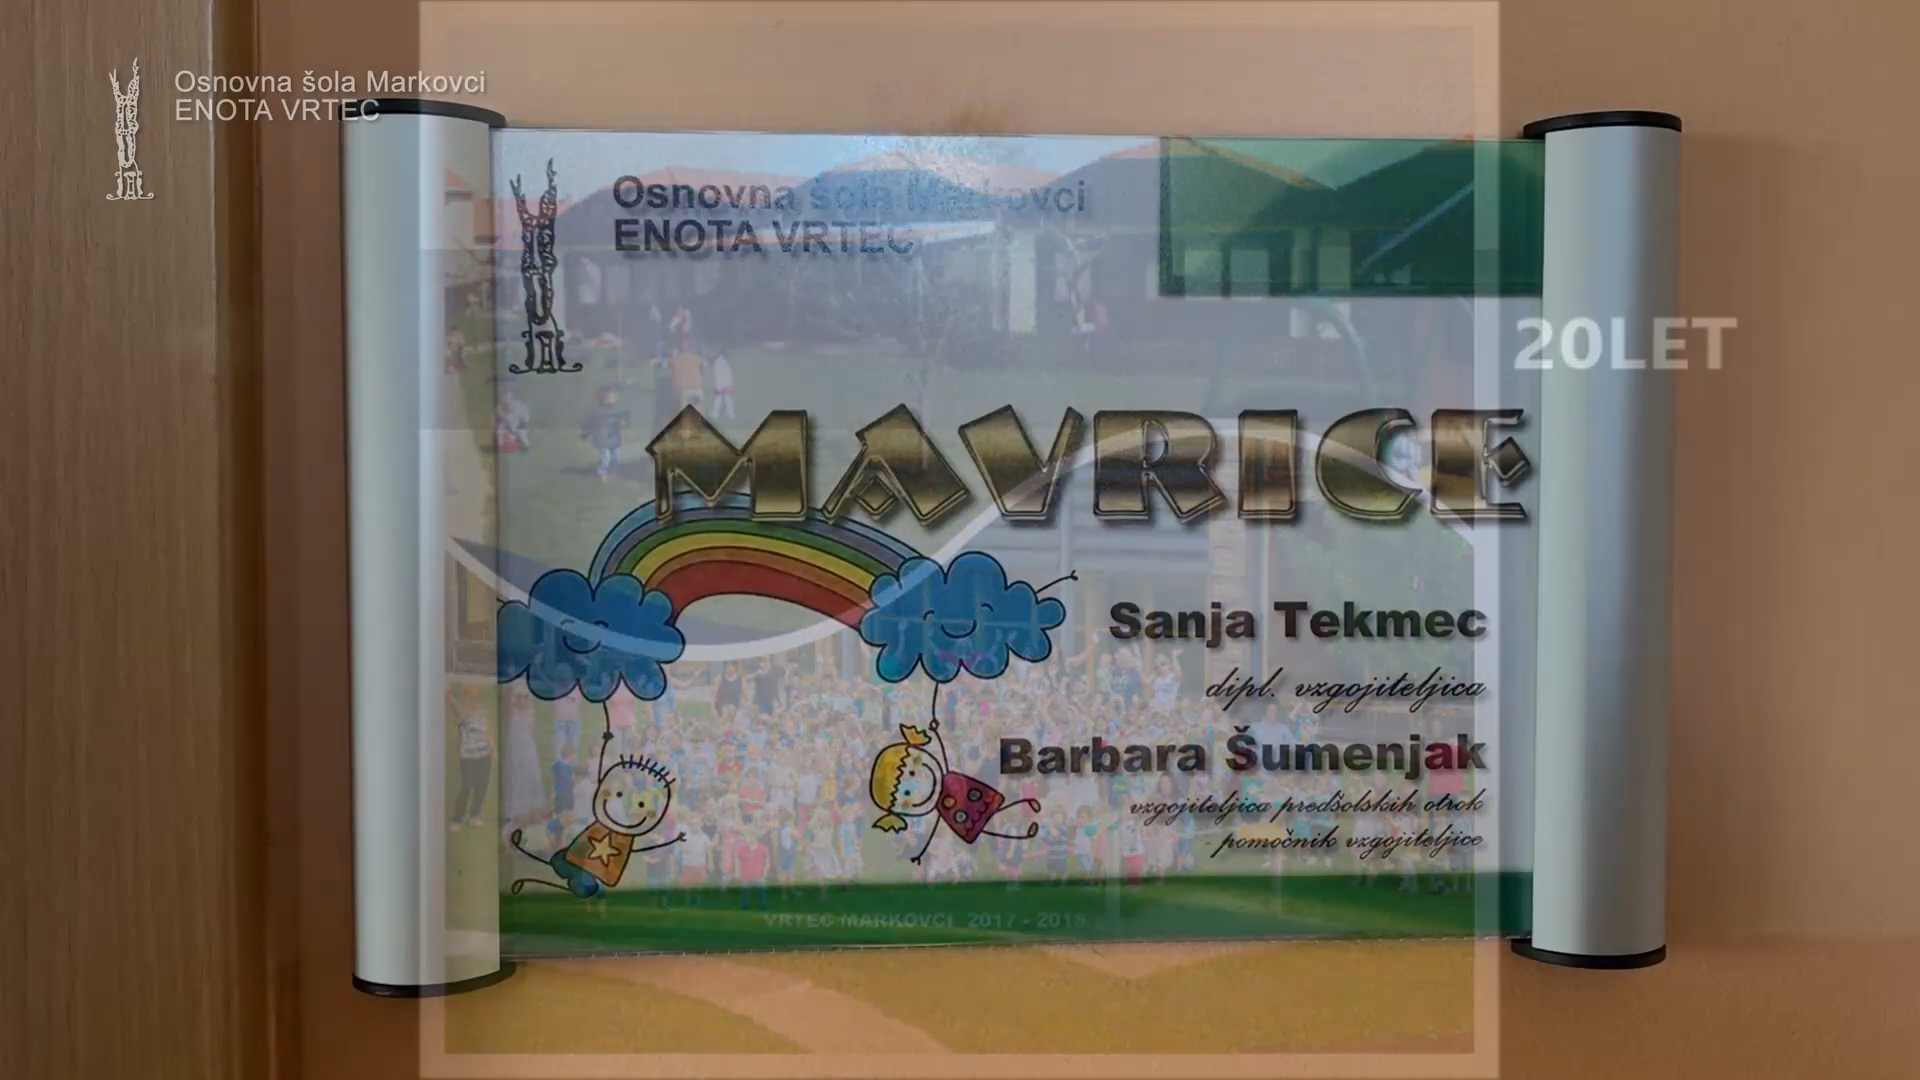 Osnovna šola Markovci
ENOTA VRTEC
Osnovna šola Markovci
ENOTA VRTEC
20LET
MAVRICE
Sanja Tekmec
dipl. vzgojiteljica
Barbara Šumenjak
vzgojiteljica predšolskih otrok
- pomočnik vzgojiteljice
VRTEC MARKOVCI 2017 - 2018